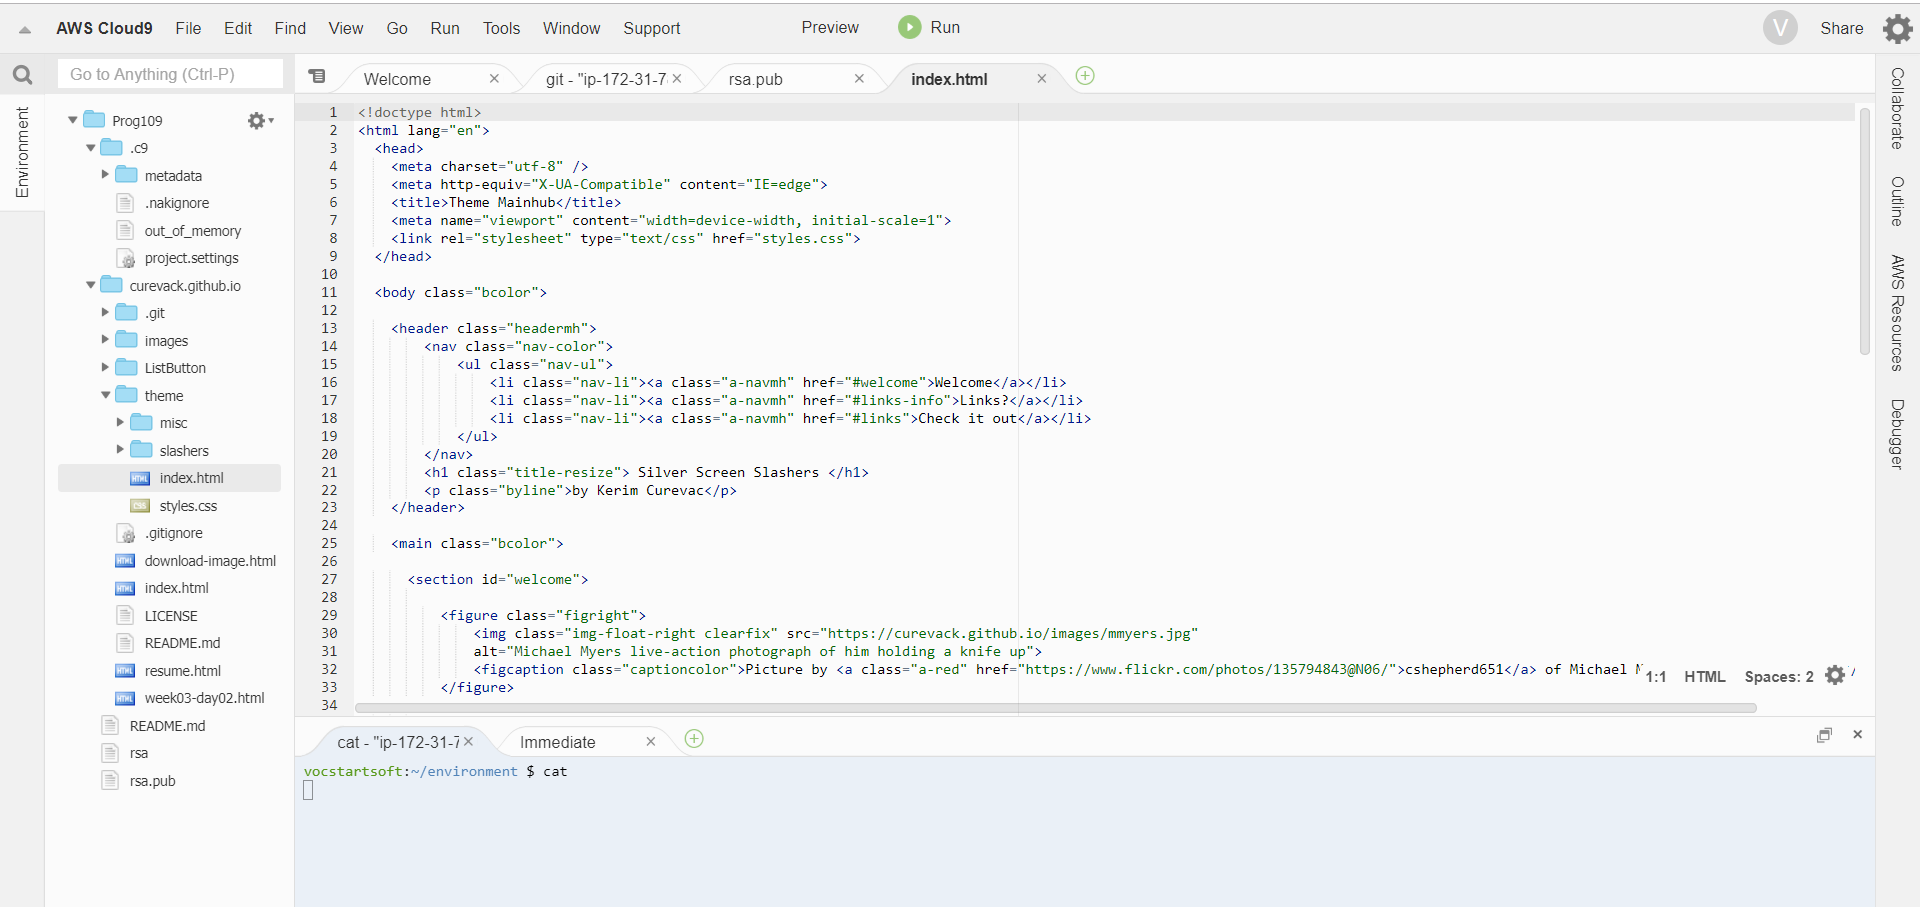 AWS Cloud9 File Edit Find View Go Run Tools Window Support Preview Run V Share
Go to Anything (Ctrl-P)
Welcome git - "ip-172-31-7 rsa.pub index.html
Environment
Prog109
.c9
metadata
.nakignore
out_of_memory
project.settings
curevack.github.io
.git
images
ListButton
theme
misc
slashers
index.html
styles.css
.gitignore
download-image.html
index.html
LICENSE
README.md
resume.html
week03-day02.html
README.md
rsa
rsa.pub
1 <!doctype html>
2 <html lang="en">
3 <head>
4 <meta charset="utf-8" />
5 <meta http-equiv="X-UA-Compatible" content="IE=edge">
6 <title>Theme Mainhub</title>
7 <meta name="viewport" content="width=device-width, initial-scale=1">
8 <link rel="stylesheet" type="text/css" href="styles.css">
9 </head>
10
11 <body class="bcolor">
12
13 <header class="headermh">
14 <nav class="nav-color">
15 <ul class="nav-ul">
16 <li class="nav-li"><a class="a-navmh" href="#welcome">Welcome</a></li>
17 <li class="nav-li"><a class="a-navmh" href="#links-info">Links?</a></li>
18 <li class="nav-li"><a class="a-navmh" href="#links">Check it out</a></li>
19 </ul>
20 </nav>
21 <h1 class="title-resize"> Silver Screen Slashers </h1>
22 <p class="byline">by Kerim Curevac</p>
23 </header>
24
25 <main class="bcolor">
26
27 <section id="welcome">
28
29 <figure class="figright">
30 <img class="img-float-right clearfix" src="https://curevack.github.io/images/mmyers.jpg"
31 alt="Michael Myers live-action photograph of him holding a knife up">
32 <figcaption class="captioncolor">Picture by <a class="a-red" href="https://www.flickr.com/photos/135794843@N06/">cshepherd651</a> of Michael
33 </figure>
34
1:1 HTML Spaces: 2
Collaborate
Outline
AWS Resources
Debugger
cat - "ip-172-31-7 Immediate
vocstartsoft:~/environment $ cat